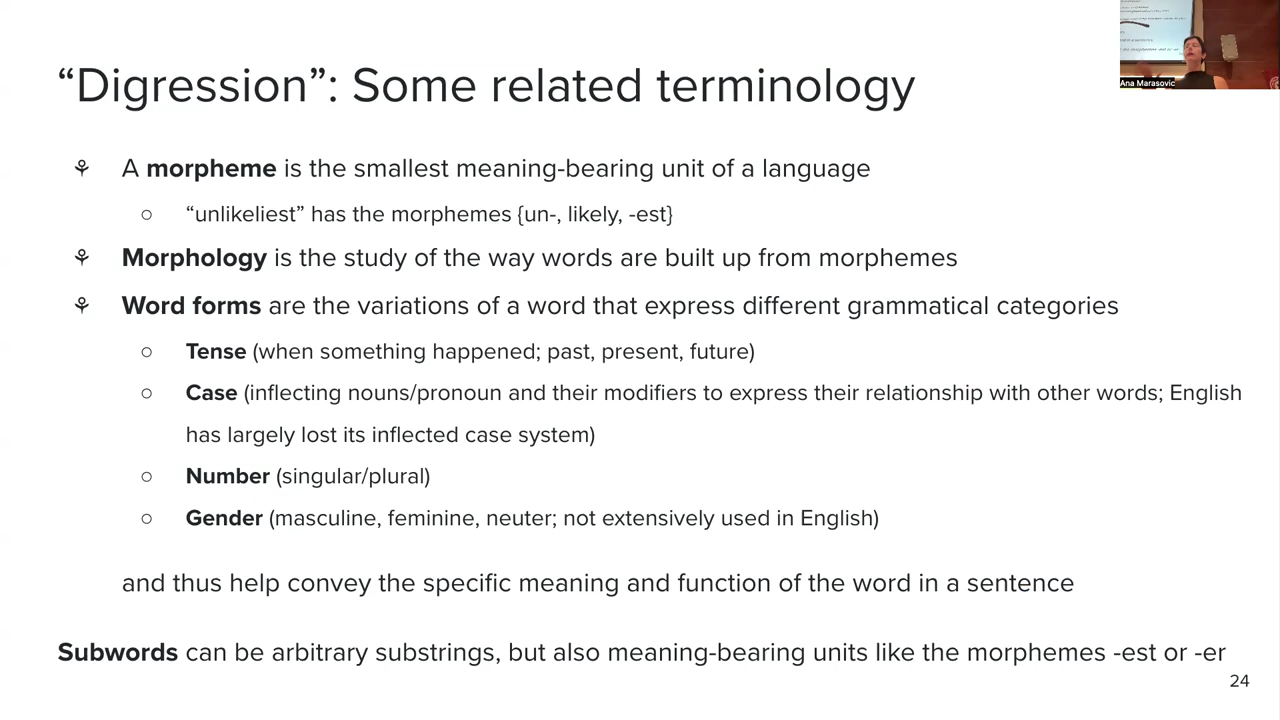 “Digression”: Some related terminology
Ana Marasovic
A morpheme is the smallest meaning-bearing unit of a language
“unlikeliest” has the morphemes {un-, likely, -est}
Morphology is the study of the way words are built up from morphemes
Word forms are the variations of a word that express different grammatical categories
Tense (when something happened; past, present, future)
Case (inflecting nouns/pronoun and their modifiers to express their relationship with other words; English
has largely lost its inflected case system)
Number (singular/plural)
Gender (masculine, feminine, neuter; not extensively used in English)
and thus help convey the specific meaning and function of the word in a sentence
Subwords can be arbitrary substrings, but also meaning-bearing units like the morphemes -est or -er
24